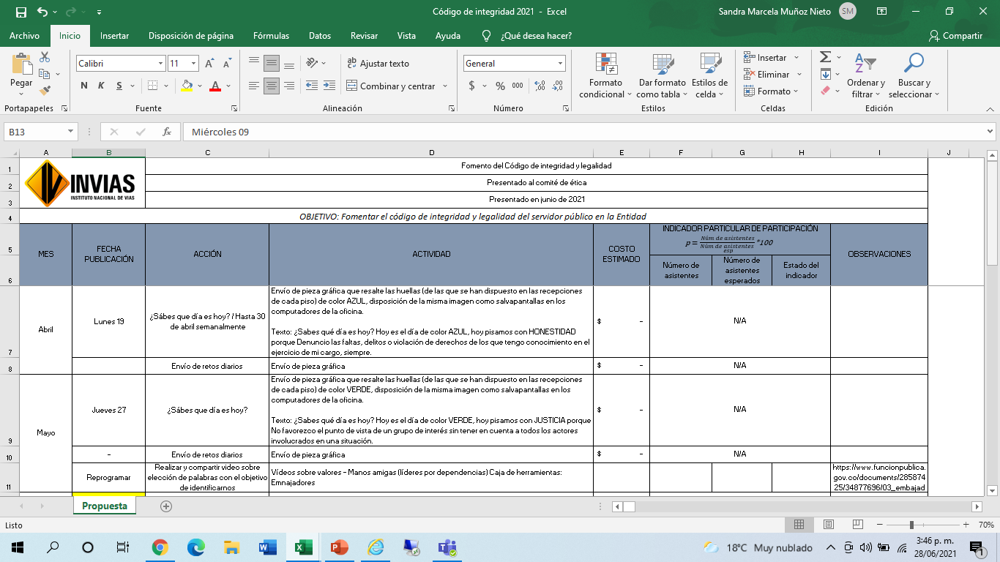 Código de integridad 2021 - Excel
Sandra Marcela Muñoz Nieto
SM
Archivo Inicio Insertar Disposición de página Fórmulas Datos Revisar Vista Ayuda ¿Qué desea hacer? Compartir
Pegar
Portapapeles
Calibri 11
N K S
Fuente
Ajustar texto
Combinar y centrar
Alineación
General
$ % 000
Número
Formato condicional
Dar formato como tabla
Estilos de celda
Estilos
Insertar
Eliminar
Formato
Celdas
Ordenar y filtrar
Buscar y seleccionar
Edición
B13 fx Miércoles 09
A B C D E F G H I J
1 Fomento del Código de integridad y legalidad
2 Presentado al comité de ética
3 Presentado en junio de 2021
INVIAS
INSTITUTO NACIONAL DE VIAS
4 OBJETIVO: Fomentar el código de integridad y legalidad del servidor público en la Entidad
5
6
MES
FECHA
PUBLICACIÓN
ACCIÓN
ACTIVIDAD
COSTO
ESTIMADO
INDICADOR PARTICULAR DE PARTICIPACIÓN
p = Núm de asistentes / Núm de asistentes esp *100
Número de
asistentes
Número de
asistentes
esperados
Estado del
indicador
OBSERVACIONES
Abril
7
Lunes 19
¿Sábes que día es hoy? / Hasta 30
de abril semanalmente
Envío de pieza gráfica que resalte las huellas (de las que se han dispuesto en las recepciones
de cada piso) de color AZUL, disposición de la misma imagen como salvapantallas en los
computadores de la oficina.
Texto: ¿Sabes qué día es hoy? Hoy es el día de color AZUL, hoy pisamos con HONESTIDAD
porque Denuncio las faltas, delitos o violación de derechos de los que tengo conocimiento en el
ejercicio de mi cargo, siempre.
$ -
N/A
8 Envío de retos diarios Envío de pieza gráfica $ - N/A
Mayo
9
Jueves 27
¿Sábes que día es hoy?
Envío de pieza gráfica que resalte las huellas (de las que se han dispuesto en las recepciones
de cada piso) de color VERDE, disposición de la misma imagen como salvapantallas en los
computadores de la oficina.
Texto: ¿Sabes qué día es hoy? Hoy es el día de color VERDE, hoy pisamos con JUSTICIA porque
No favorezco el punto de vista de un grupo de interés sin tener en cuenta a todos los actores
involucrados en una situación.
$ -
N/A
10 - Envío de retos diarios Envío de pieza gráfica $ - N/A
11
Reprogramar
Realizar y compartir video sobre
elección de palabras con el objetivo
de identificarnos
Vídeos sobre valores - Manos amigas (líderes por dependencias) Caja de herramientas:
Emnajadores
https://www.funcionpublica.
gov.co/documents/285874
25/34877696/03_embajad
Propuesta
Listo
70%
18°C Muy nublado
3:46 p. m.
28/06/2021
1